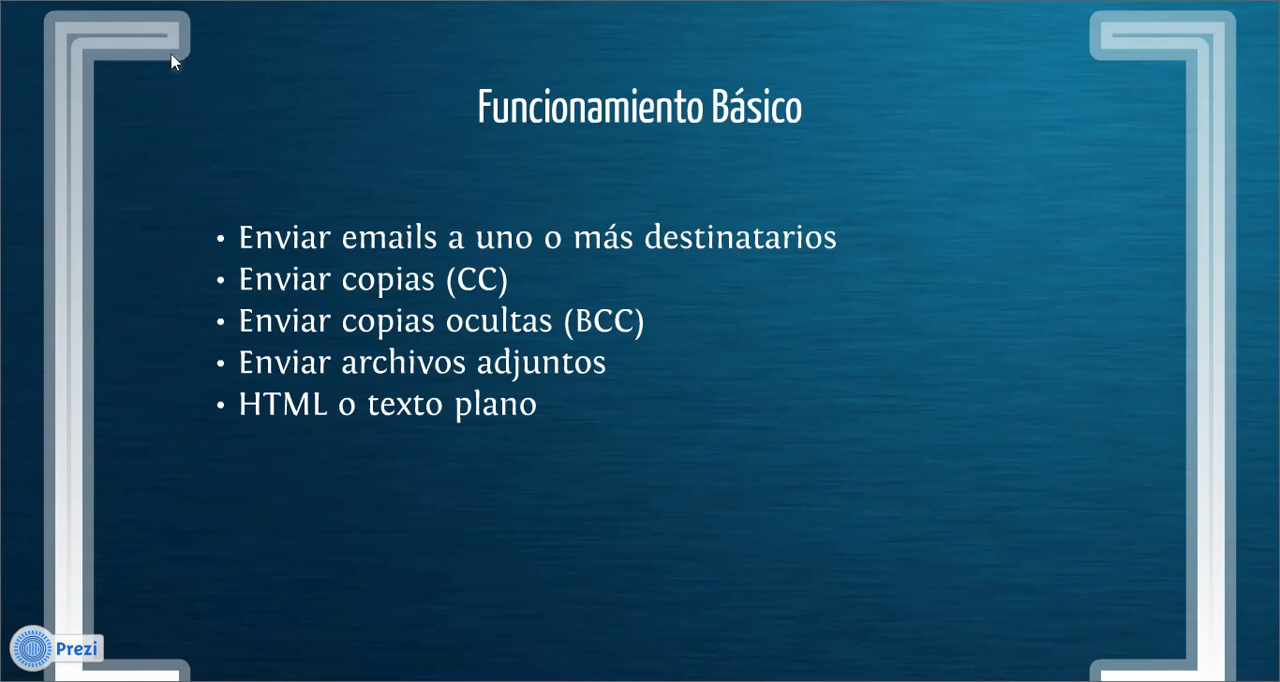 Funcionamiento Básico
• Enviar emails a uno o más destinatarios
• Enviar copias (CC)
• Enviar copias ocultas (BCC)
• Enviar archivos adjuntos
• HTML o texto plano
Prezi